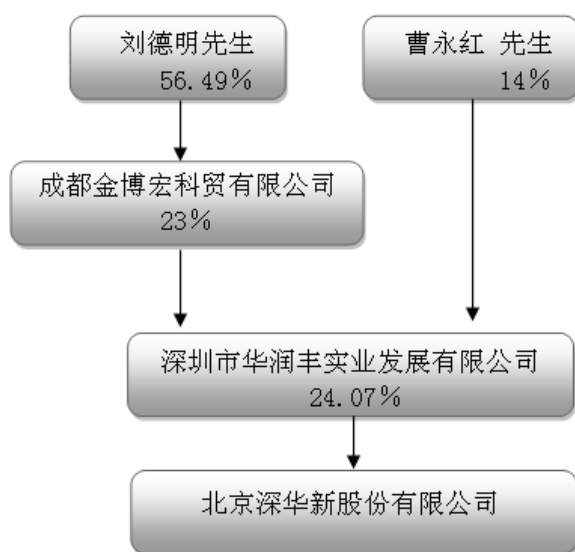 刘德明先生
56.49%
曹永红 先生
14%
成都金博宏科贸有限公司
23%
深圳市华润丰实业发展有限公司
24.07%
北京深华新股份有限公司